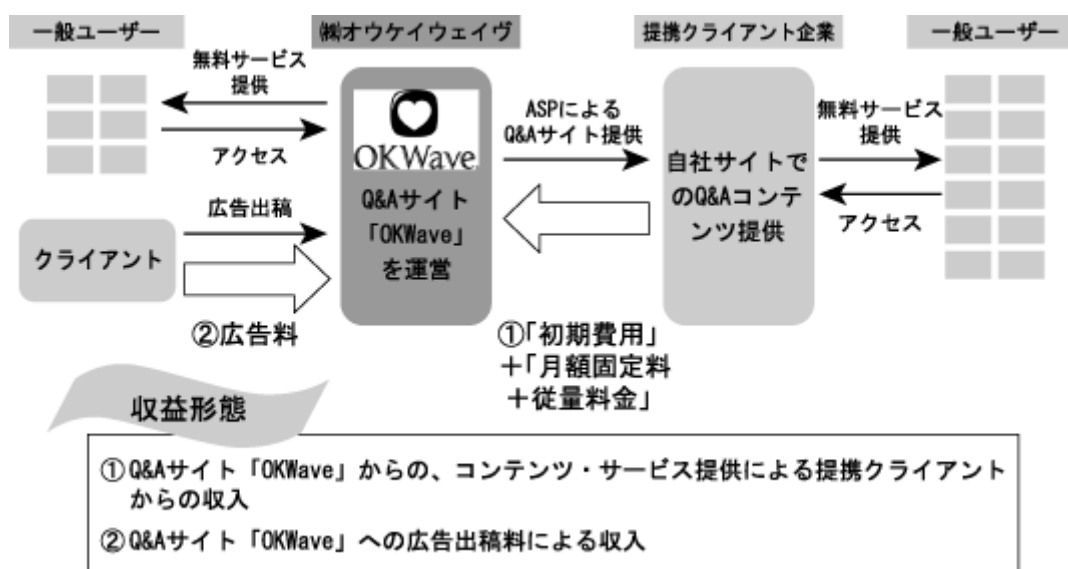 一般ユーザー
㈱オウケイウェイヴ
提携クライアント企業
一般ユーザー
無料サービス
提供
アクセス
広告出稿
クライアント
②広告料
OKWave
Q&Aサイト
「OKWave」
を運営
ASPによる
Q&Aサイト提供
①「初期費用」
＋「月額固定料
＋従量料金」
自社サイトで
のQ&Aコンテ
ンツ提供
無料サービス
提供
アクセス
収益形態
①Q&Aサイト「OKWave」からの、コンテンツ・サービス提供による提携クライアント
からの収入
②Q&Aサイト「OKWave」への広告出稿料による収入